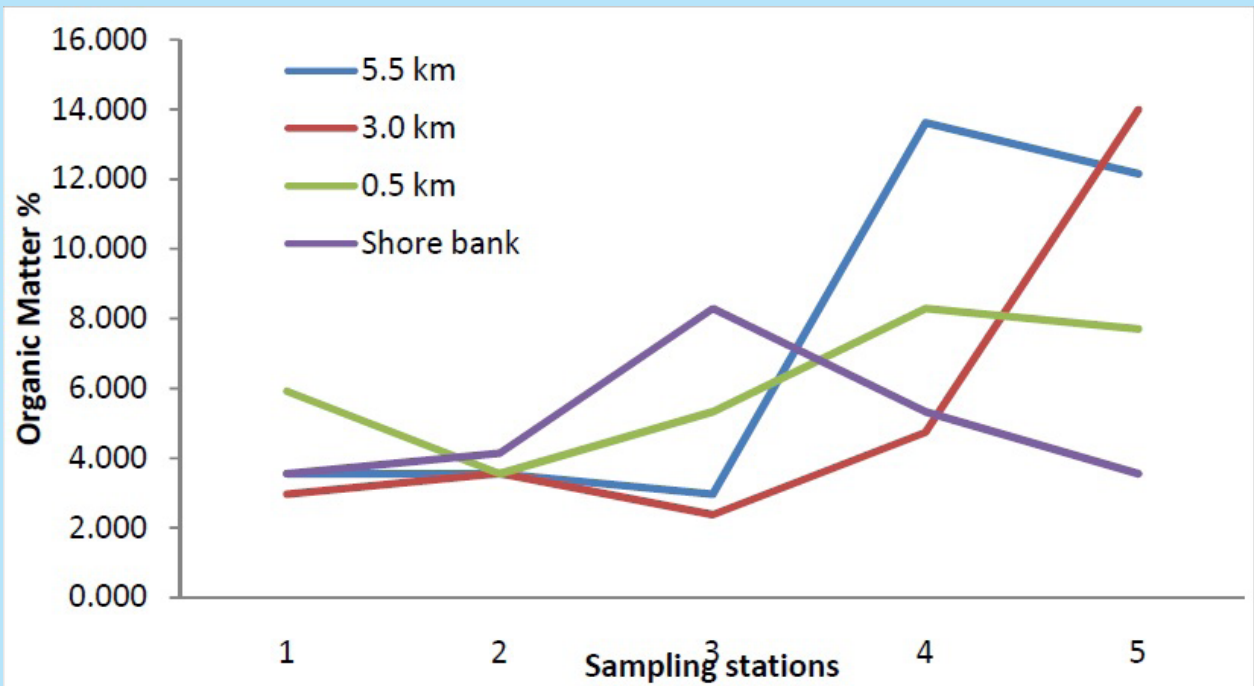 Organic Matter %
16.000
14.000
12.000
10.000
8.000
6.000
4.000
2.000
0.000
5.5 km
3.0 km
0.5 km
Shore bank
1 2 3 4 5
Sampling stations